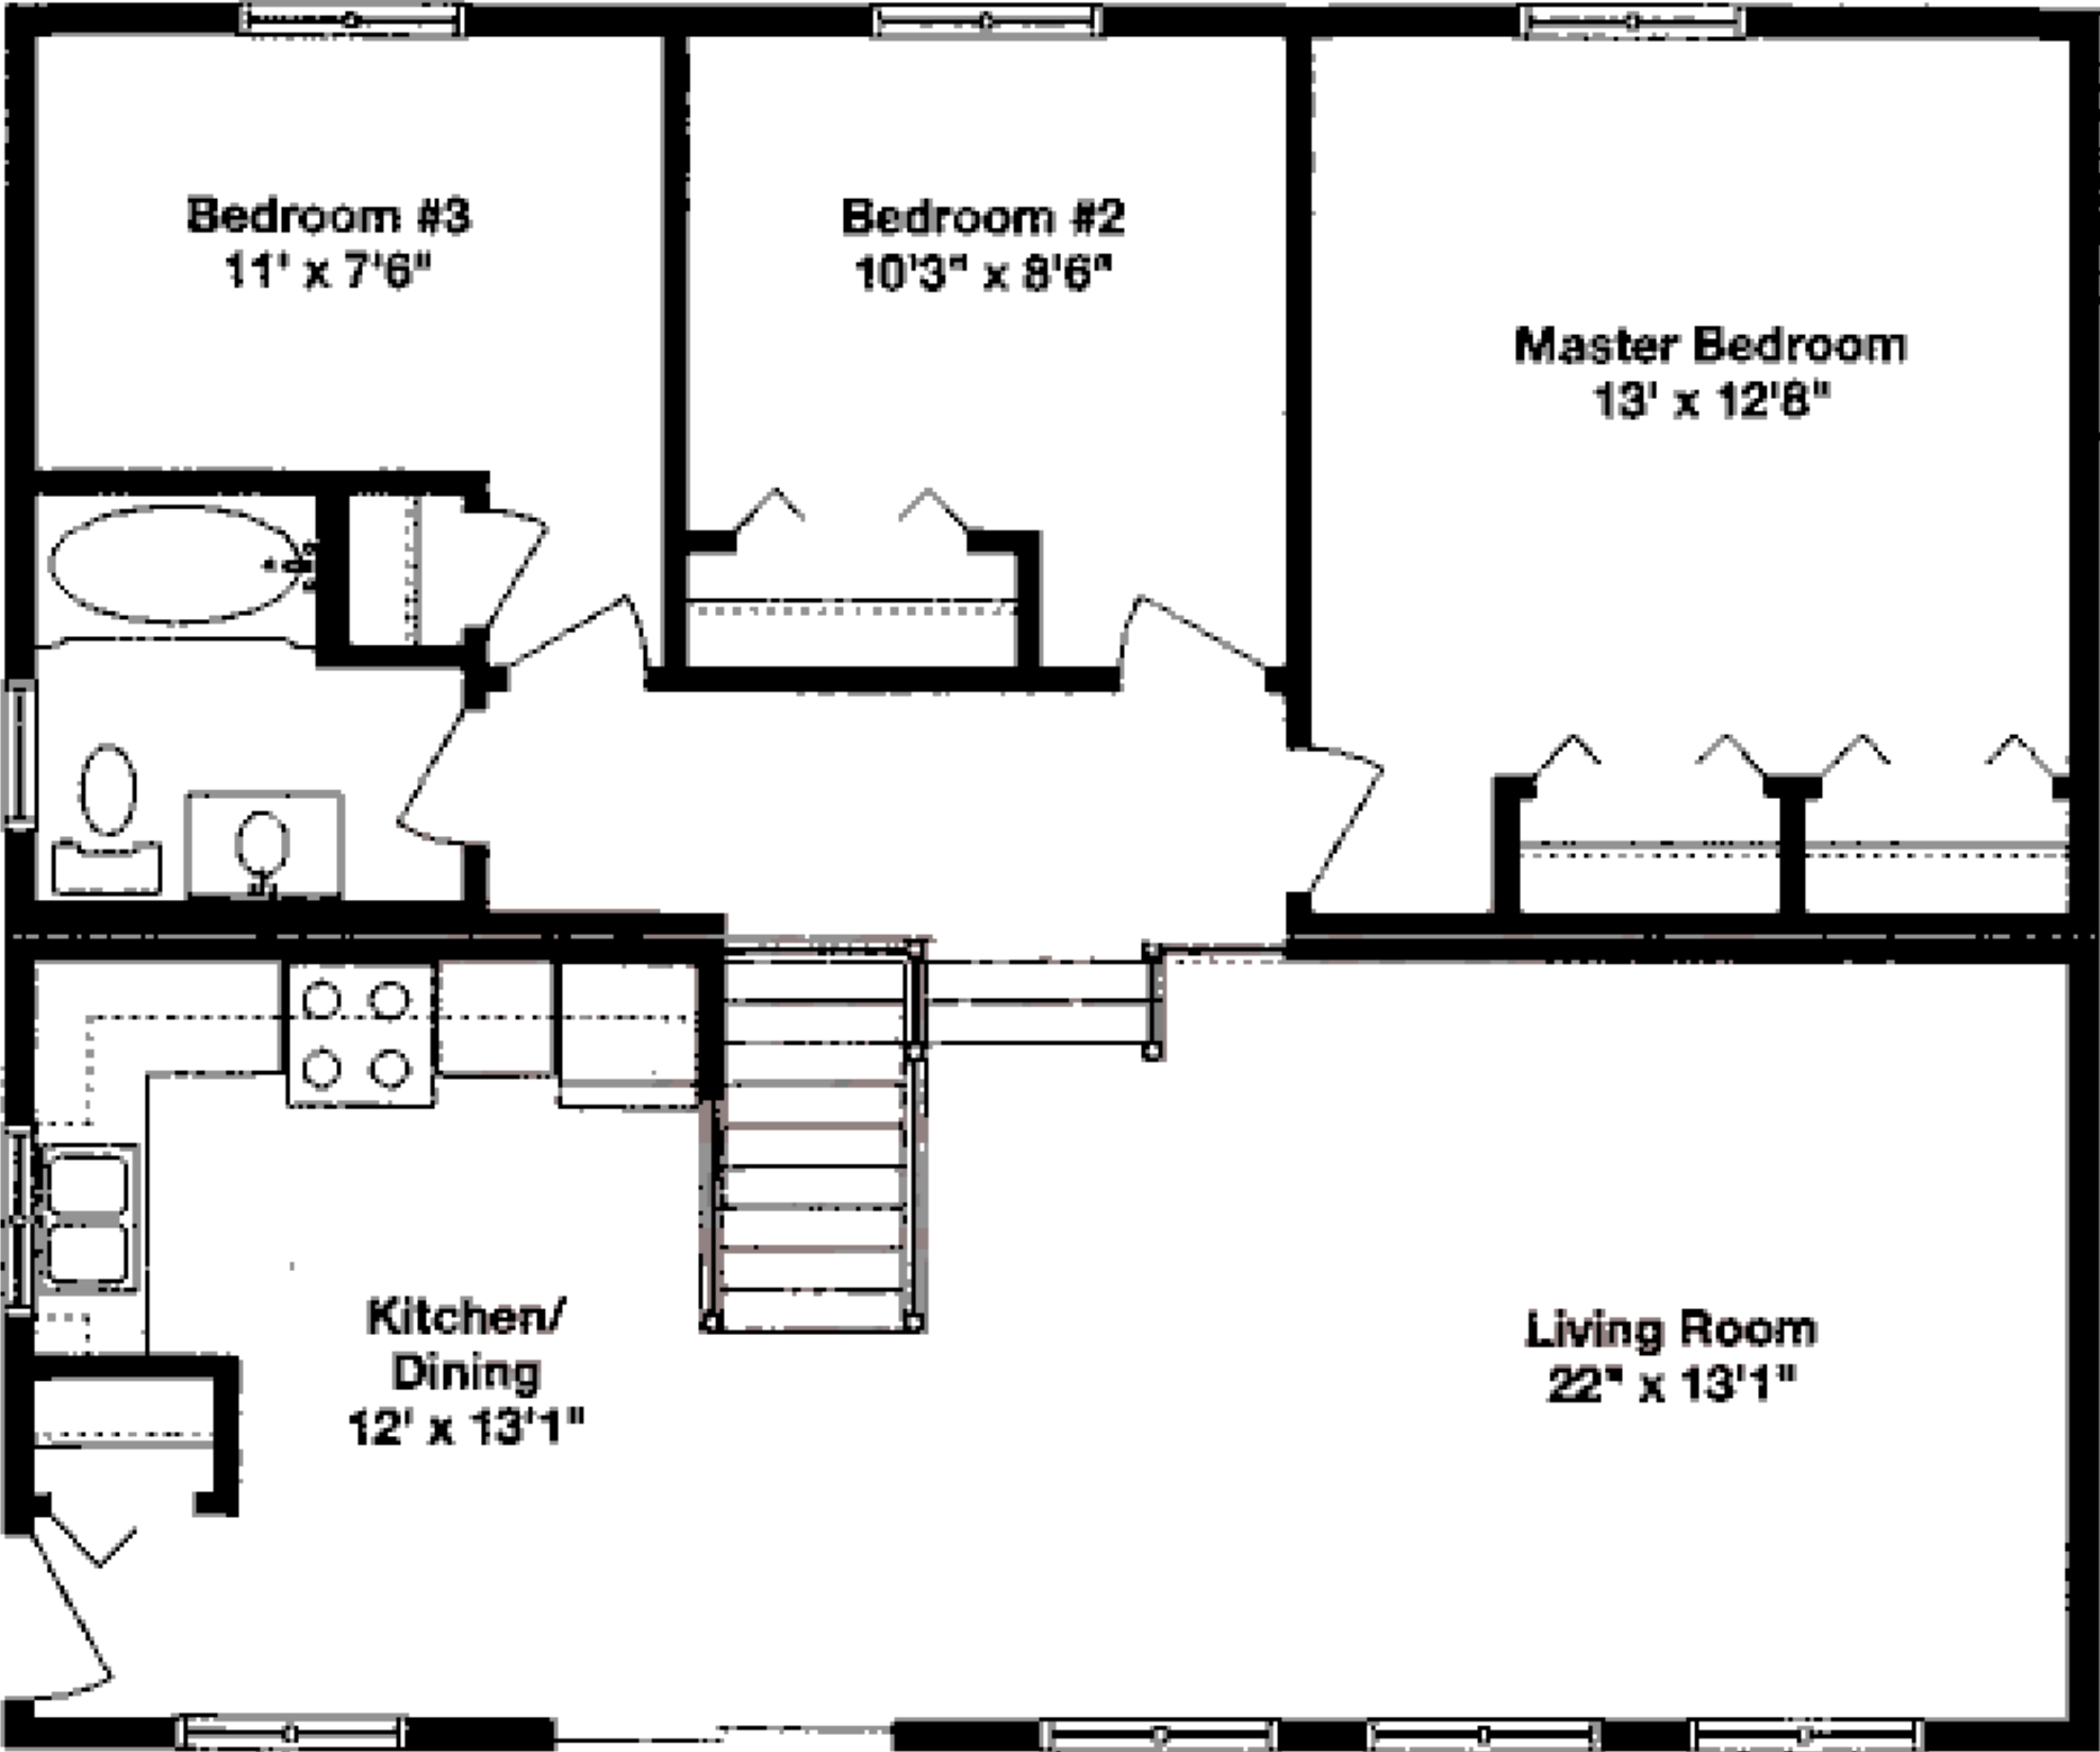 Bedroom #3
11' x 7'6"
Bedroom #2
10'3" x 8'6"
Master Bedroom
13' x 12'8"
Kitchen/
Dining
12' x 13'1"
Living Room
22" x 13'1"